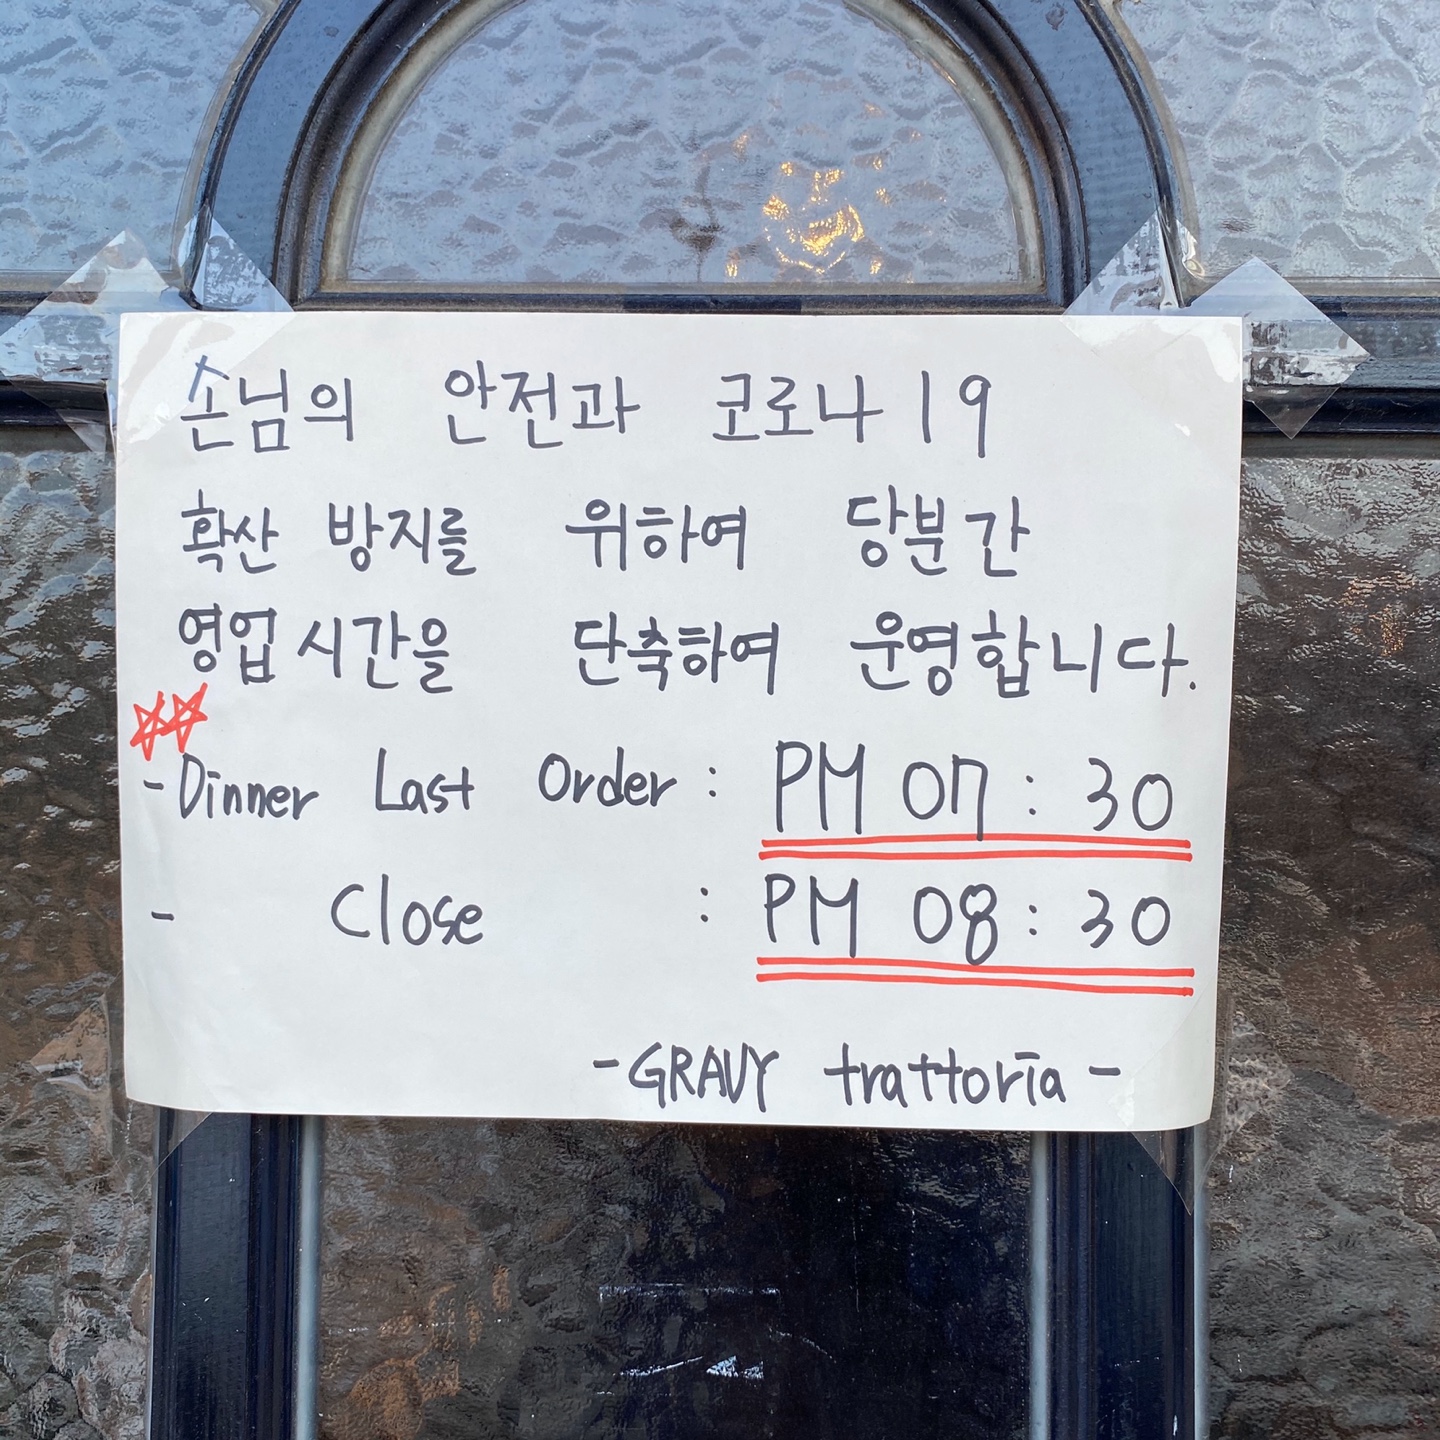 손님의 안전과 코로나19
확산 방지를 위하여 당분간
영업시간을 단축하여 운영합니다.
- Dinner Last Order : PM 07 : 30
- Close : PM 08 : 30
- GRAVY trattoria -